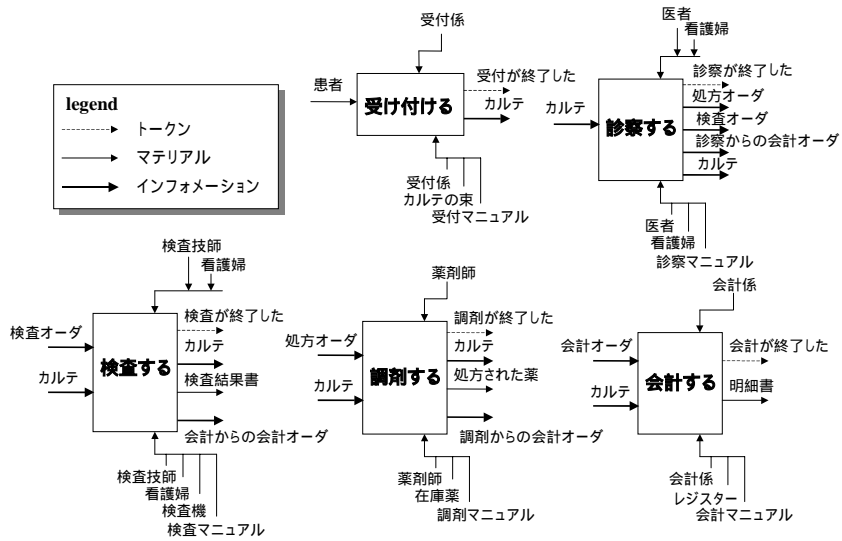 legend
トークン
マテリアル
インフォメーション
受付係
患者
受け付ける
受付が終了した
カルテ
受付係
カルテの束
受付マニュアル
医者
看護婦
カルテ
診察する
診察が終了した
処方オーダ
検査オーダ
診察からの会計オーダ
カルテ
医者
看護婦
診察マニュアル
検査技師
看護婦
検査オーダ
カルテ
検査する
検査が終了した
カルテ
検査結果書
会計からの会計オーダ
検査技師
看護婦
検査機
検査マニュアル
薬剤師
処方オーダ
カルテ
調剤する
調剤が終了した
カルテ
処方された薬
調剤からの会計オーダ
薬剤師
在庫薬
調剤マニュアル
会計係
会計オーダ
カルテ
会計する
会計が終了した
明細書
会計係
レジスター
会計マニュアル